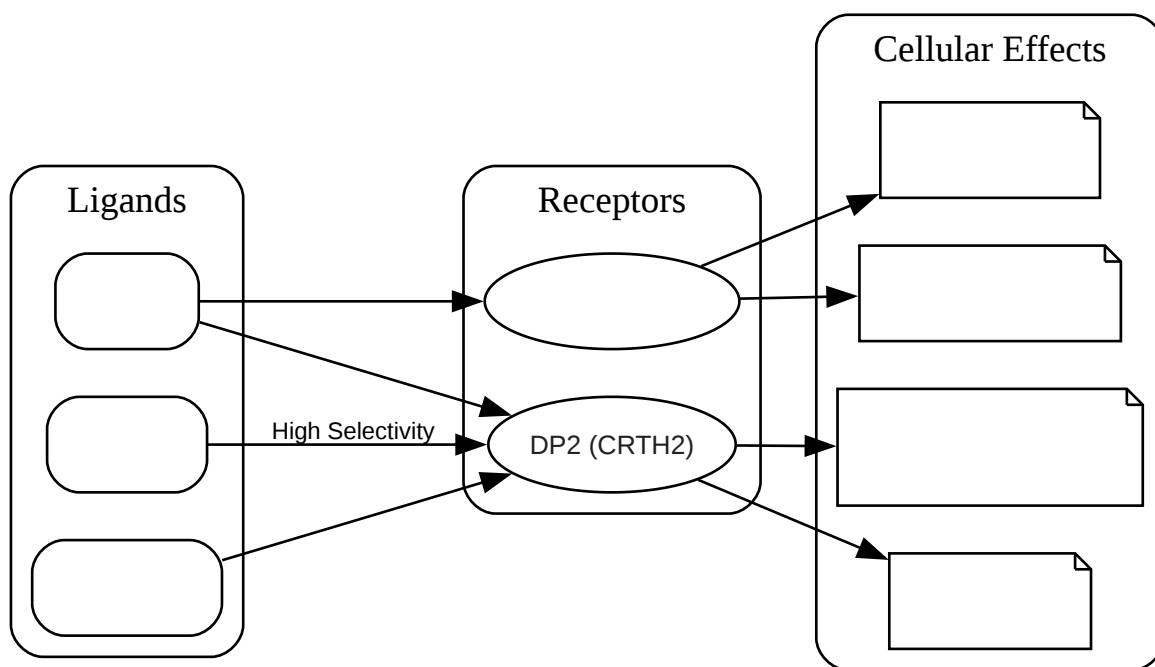 Cellular Effects
Ligands
Receptors
High Selectivity
DP2 (CRTH2)